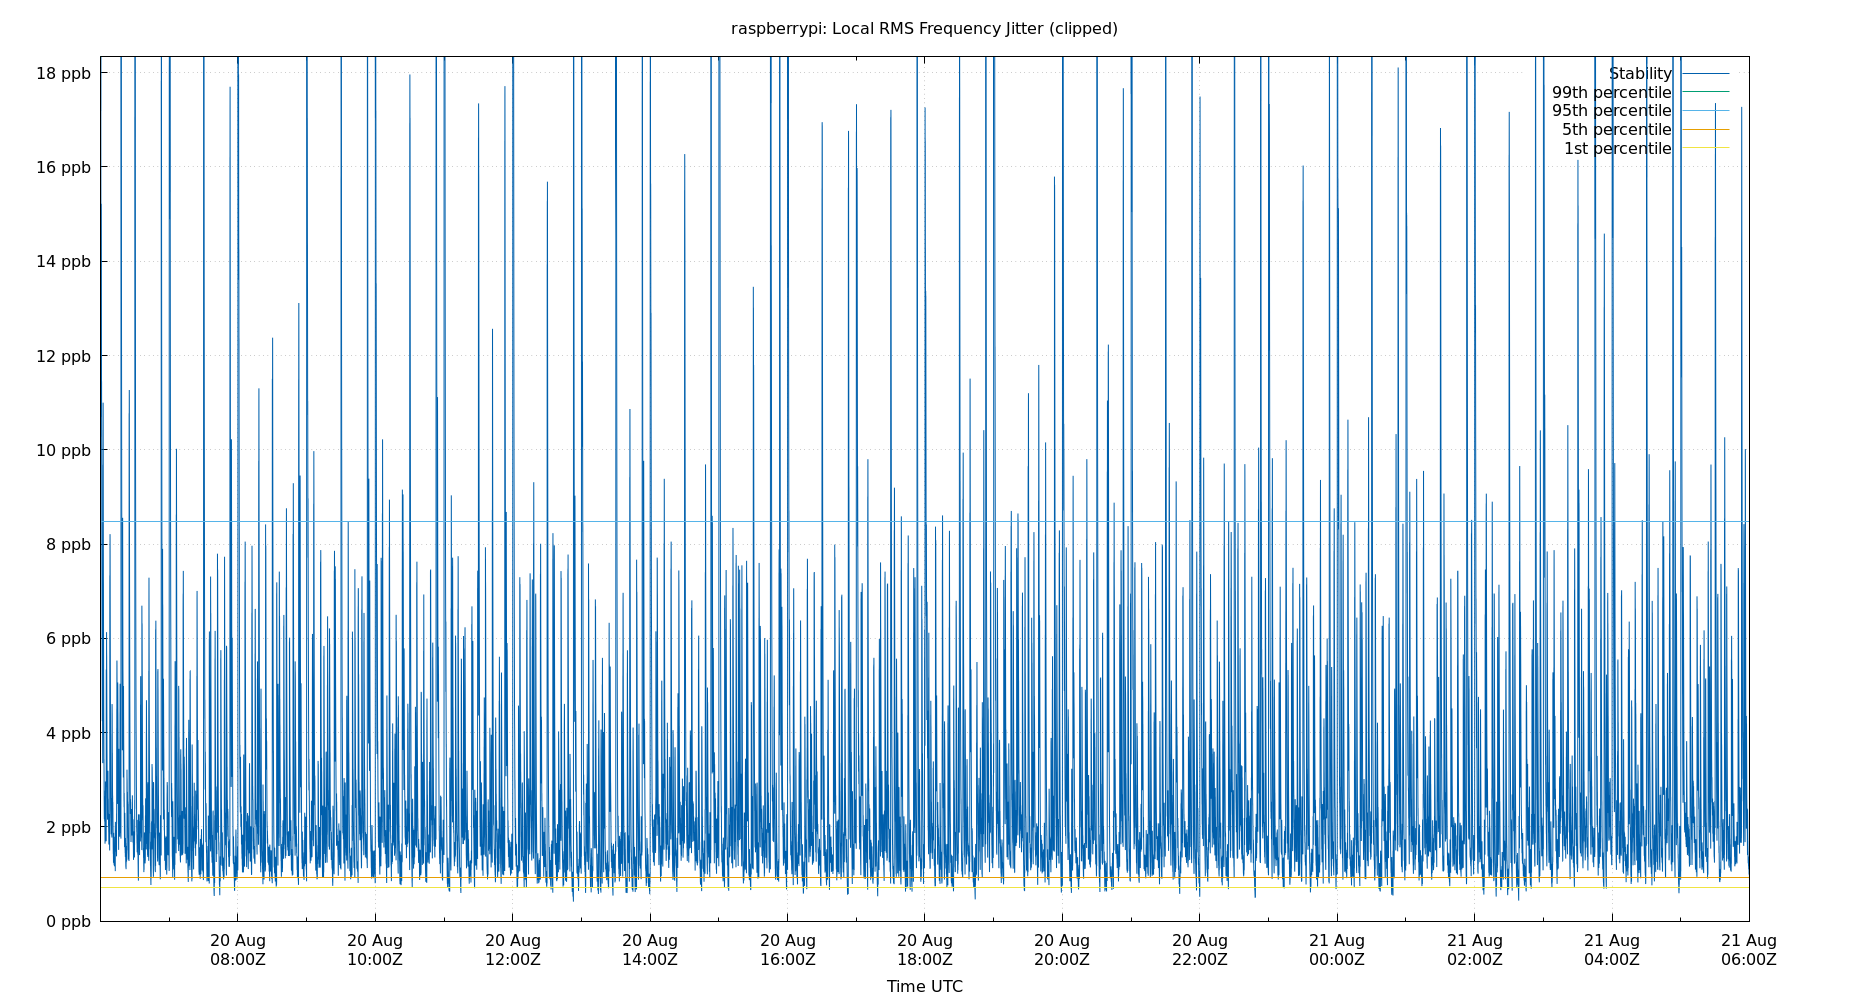 raspberrypi: Local RMS Frequency Jitter (clipped)
18 ppb
16 ppb
14 ppb
12 ppb
10 ppb
8 ppb
6 ppb
4 ppb
2 ppb
0 ppb
Stability
99th percentile
95th percentile
5th percentile
1st percentile
20 Aug
08:00Z
20 Aug
10:00Z
20 Aug
12:00Z
20 Aug
14:00Z
20 Aug
16:00Z
20 Aug
18:00Z
20 Aug
20:00Z
20 Aug
22:00Z
21 Aug
00:00Z
21 Aug
02:00Z
21 Aug
04:00Z
21 Aug
06:00Z
Time UTC